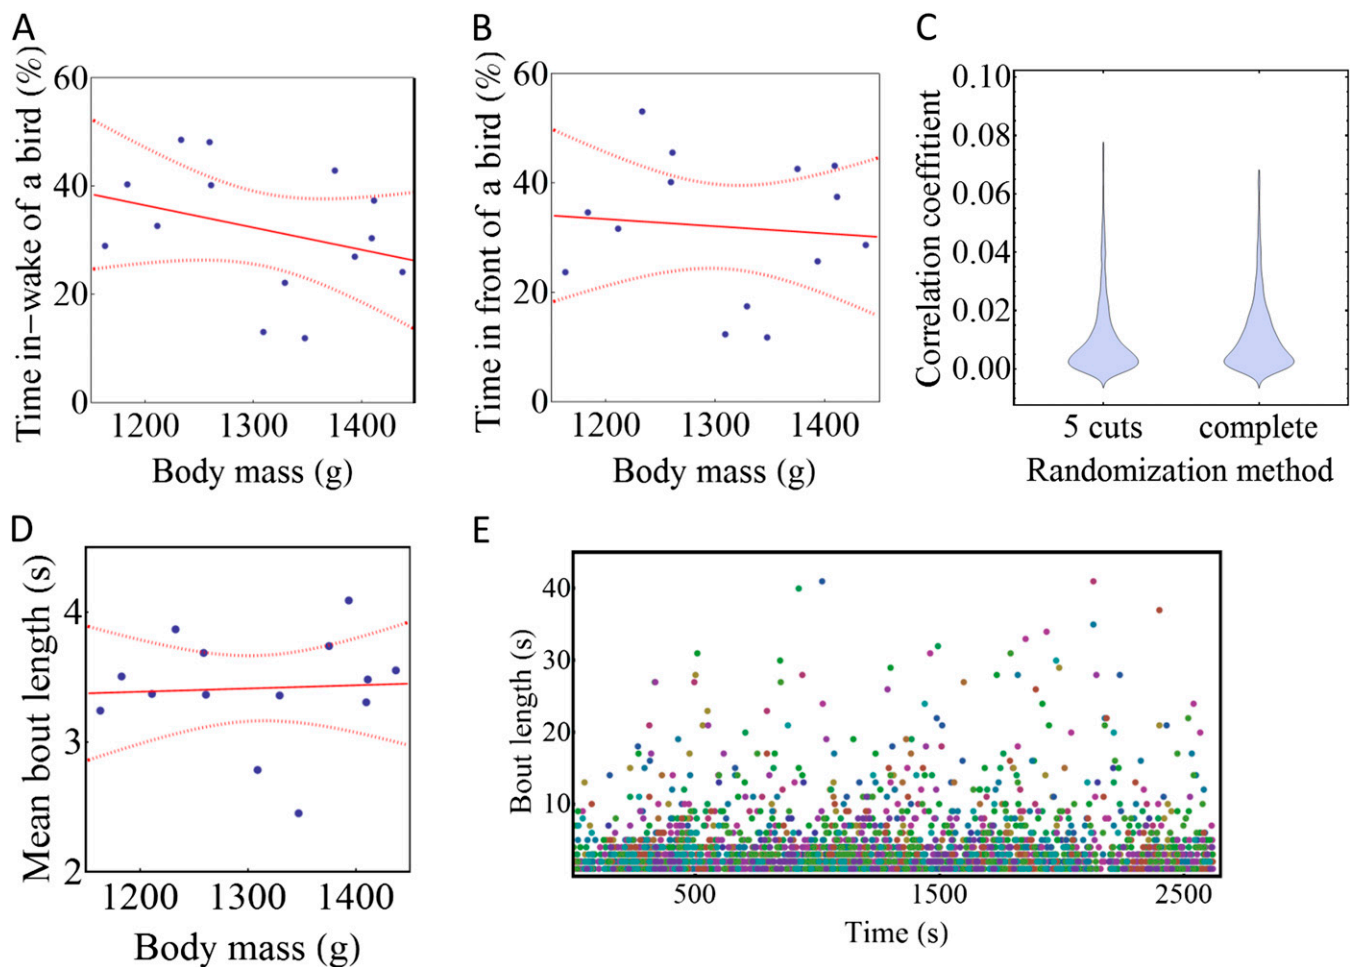 A
Time in-wake of a bird (%)
60
40
20
0
1200 1300 1400
Body mass (g)
B
Time in front of a bird (%)
60
40
20
0
1200 1300 1400
Body mass (g)
C
Correlation coeffitient
0.10
0.08
0.06
0.04
0.02
0.00
5 cuts complete
Randomization method
D
Mean bout length (s)
4
3
2
1200 1300 1400
Body mass (g)
E
Bout length (s)
40
30
20
10
500 1500 2500
Time (s)